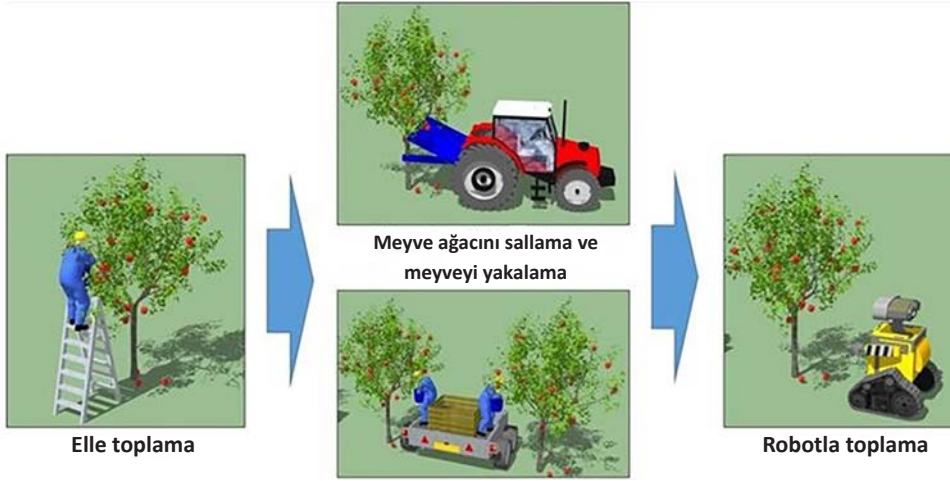 Meyve ağacını sallama ve
meyveyi yakalama
Elle toplama
Robotla toplama